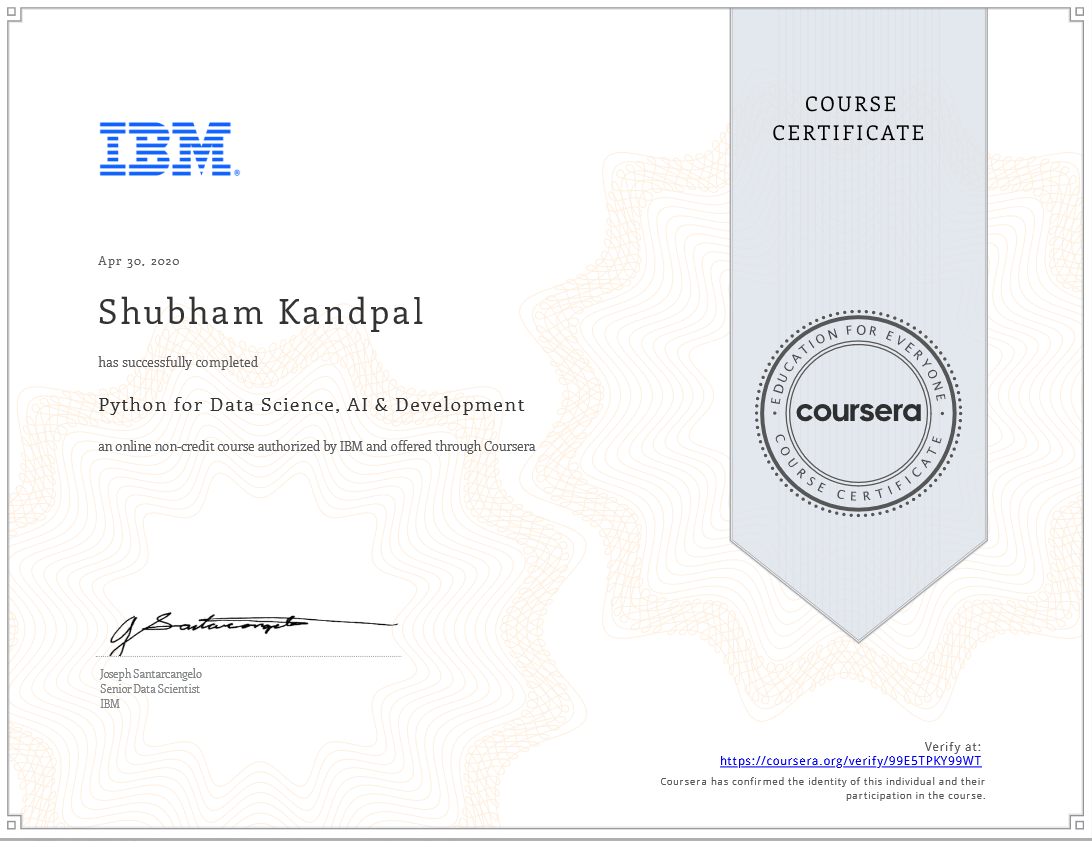 IBM®
COURSE
CERTIFICATE
Apr 30, 2020
Shubham Kandpal
has successfully completed
Python for Data Science, AI & Development
an online non-credit course authorized by IBM and offered through Coursera
EDUCATION FOR EVERYONE
coursera
COURSE CERTIFICATE
J Santarcangelo
Joseph Santarcangelo
Senior Data Scientist
IBM
Verify at:
https://coursera.org/verify/99E5TPKY99WT
Coursera has confirmed the identity of this individual and their
participation in the course.